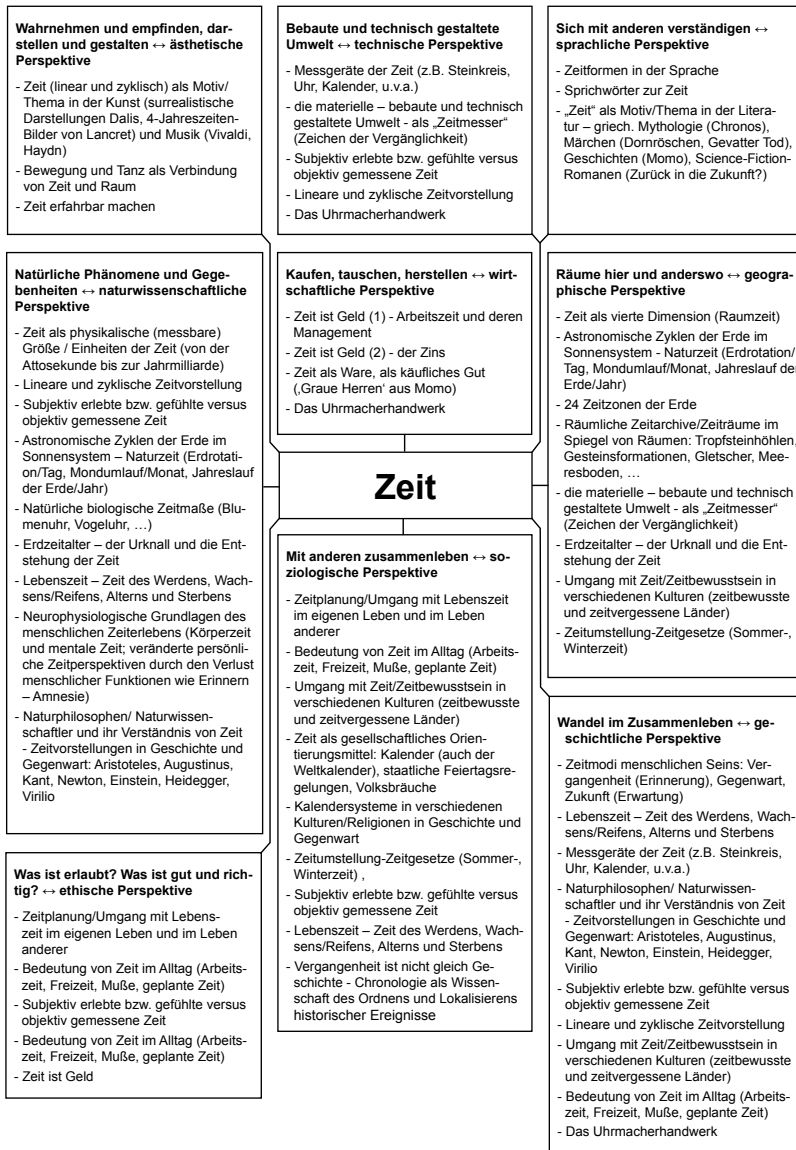 Wahrnehmen und empfinden, dar-
stellen und gestalten ↔ ästhetische
Perspektive
- Zeit (linear und zyklisch) als Motiv/
Thema in der Kunst (surrealistische
Darstellungen Dalis, 4-Jahreszeiten-
Bilder von Lancret) und Musik (Vivaldi,
Haydn)
- Bewegung und Tanz als Verbindung
von Zeit und Raum
- Zeit erfahrbar machen
Bebaute und technisch gestaltete
Umwelt ↔ technische Perspektive
- Messgeräte der Zeit (z.B. Steinkreis,
Uhr, Kalender, u.v.a.)
- die materielle – bebaute und technisch
gestaltete Umwelt - als „Zeitmesser“
(Zeichen der Vergänglichkeit)
- Subjektiv erlebte bzw. gefühlte versus
objektiv gemessene Zeit
- Lineare und zyklische Zeitvorstellung
- Das Uhrmacherhandwerk
Sich mit anderen verständigen ↔
sprachliche Perspektive
- Zeitformen in der Sprache
- Sprichwörter zur Zeit
- „Zeit“ als Motiv/Thema in der Litera-
tur – griech. Mythologie (Chronos),
Märchen (Dornröschen, Gevatter Tod),
Geschichten (Momo), Science-Fiction-
Romanen (Zurück in die Zukunft?)
Natürliche Phänomene und Gege-
benheiten ↔ naturwissenschaftliche
Perspektive
- Zeit als physikalische (messbare)
Größe / Einheiten der Zeit (von der
Attosekunde bis zur Jahrmilliarde)
- Lineare und zyklische Zeitvorstellung
- Subjektiv erlebte bzw. gefühlte versus
objektiv gemessene Zeit
- Astronomische Zyklen der Erde im
Sonnensystem – Naturzeit (Erdrotati-
on/Tag, Mondumlauf/Monat, Jahreslauf
der Erde/Jahr)
- Natürliche biologische Zeitmaße (Blu-
menuhr, Vogeluhr, …)
- Erdzeitalter – der Urknall und die Ent-
stehung der Zeit
- Lebenszeit – Zeit des Werdens, Wach-
sens/Reifens, Alterns und Sterbens
- Neurophysiologische Grundlagen des
menschlichen Zeiterlebens (Körperzeit
und mentale Zeit; veränderte persönli-
che Zeitperspektiven durch den Verlust
menschlicher Funktionen wie Erinnern
– Amnesie)
- Naturphilosophen/ Naturwissen-
schaftler und ihr Verständnis von Zeit
- Zeitvorstellungen in Geschichte und
Gegenwart: Aristoteles, Augustinus,
Kant, Newton, Einstein, Heidegger,
Virilio
Kaufen, tauschen, herstellen ↔ wirt-
schaftliche Perspektive
- Zeit ist Geld (1) - Arbeitszeit und deren
Management
- Zeit ist Geld (2) - der Zins
- Zeit als Ware, als käufliches Gut
(‚Graue Herren‘ aus Momo)
- Das Uhrmacherhandwerk
Räume hier und anderswo ↔ geogra-
phische Perspektive
- Zeit als vierte Dimension (Raumzeit)
- Astronomische Zyklen der Erde im
Sonnensystem - Naturzeit (Erdrotation/
Tag, Mondumlauf/Monat, Jahreslauf der
Erde/Jahr)
- 24 Zeitzonen der Erde
- Räumliche Zeitarchive/Zeiträume im
Spiegel von Räumen: Tropfsteinhöhlen,
Gesteinsformationen, Gletscher, Mee-
resboden, …
- die materielle – bebaute und technisch
gestaltete Umwelt - als „Zeitmesser“
(Zeichen der Vergänglichkeit)
- Erdzeitalter – der Urknall und die Ent-
stehung der Zeit
- Umgang mit Zeit/Zeitbewusstsein in
verschiedenen Kulturen (zeitbewusste
und zeitvergessene Länder)
- Zeitumstellung-Zeitgesetze (Sommer-,
Winterzeit)
Zeit
Mit anderen zusammenleben ↔ so-
ziologische Perspektive
- Zeitplanung/Umgang mit Lebenszeit
im eigenen Leben und im Leben
anderer
- Bedeutung von Zeit im Alltag (Arbeits-
zeit, Freizeit, Muße, geplante Zeit)
- Umgang mit Zeit/Zeitbewusstsein in
verschiedenen Kulturen (zeitbewusste
und zeitvergessene Länder)
- Zeit als gesellschaftliches Orien-
tierungsmittel: Kalender (auch der
Weltkalender), staatliche Feiertagsre-
gelungen, Volksbräuche
- Kalendersysteme in verschiedenen
Kulturen/Religionen in Geschichte und
Gegenwart
- Zeitumstellung-Zeitgesetze (Sommer-,
Winterzeit) ,
- Subjektiv erlebte bzw. gefühlte versus
objektiv gemessene Zeit
- Lebenszeit – Zeit des Werdens, Wach-
sens/Reifens, Alterns und Sterbens
- Vergangenheit ist nicht gleich Ge-
schichte - Chronologie als Wissen-
schaft des Ordnens und Lokalisierens
historischer Ereignisse
Was ist erlaubt? Was ist gut und rich-
tig? ↔ ethische Perspektive
- Zeitplanung/Umgang mit Lebens-
zeit im eigenen Leben und im Leben
anderer
- Bedeutung von Zeit im Alltag (Arbeits-
zeit, Freizeit, Muße, geplante Zeit)
- Subjektiv erlebte bzw. gefühlte versus
objektiv gemessene Zeit
- Bedeutung von Zeit im Alltag (Arbeits-
zeit, Freizeit, Muße, geplante Zeit)
- Zeit ist Geld
Wandel im Zusammenleben ↔ ge-
schichtliche Perspektive
- Zeitmodi menschlichen Seins: Ver-
gangenheit (Erinnerung), Gegenwart,
Zukunft (Erwartung)
- Lebenszeit – Zeit des Werdens, Wach-
sens/Reifens, Alterns und Sterbens
- Messgeräte der Zeit (z.B. Steinkreis,
Uhr, Kalender, u.v.a.)
- Naturphilosophen/ Naturwissen-
schaftler und ihr Verständnis von Zeit
- Zeitvorstellungen in Geschichte und
Gegenwart: Aristoteles, Augustinus,
Kant, Newton, Einstein, Heidegger,
Virilio
- Subjektiv erlebte bzw. gefühlte versus
objektiv gemessene Zeit
- Lineare und zyklische Zeitvorstellung
- Umgang mit Zeit/Zeitbewusstsein in
verschiedenen Kulturen (zeitbewusste
und zeitvergessene Länder)
- Bedeutung von Zeit im Alltag (Arbeits-
zeit, Freizeit, Muße, geplante Zeit)
- Das Uhrmacherhandwerk